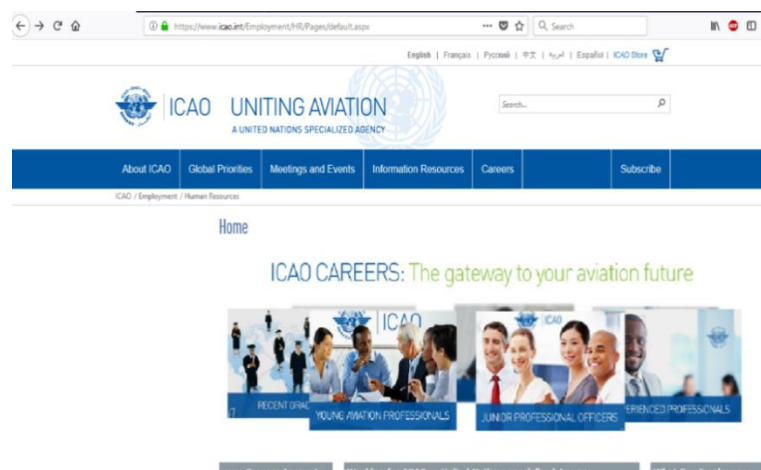 https://www.icao.int/Employment/HR/Pages/default.aspx
Search
English | Français | Русский | 中文 | العربية | Español | ICAO Store
ICAO UNITING AVIATION
A UNITED NATIONS SPECIALIZED AGENCY
Search...
About ICAO Global Priorities Meetings and Events Information Resources Careers Subscribe
ICAO / Employment / Human Resources
Home
ICAO CAREERS: The gateway to your aviation future
ICAO
ICAO
RECENT GRAD
YOUNG AVIATION PROFESSIONALS
JUNIOR PROFESSIONAL OFFICERS
PROFESSIONALS